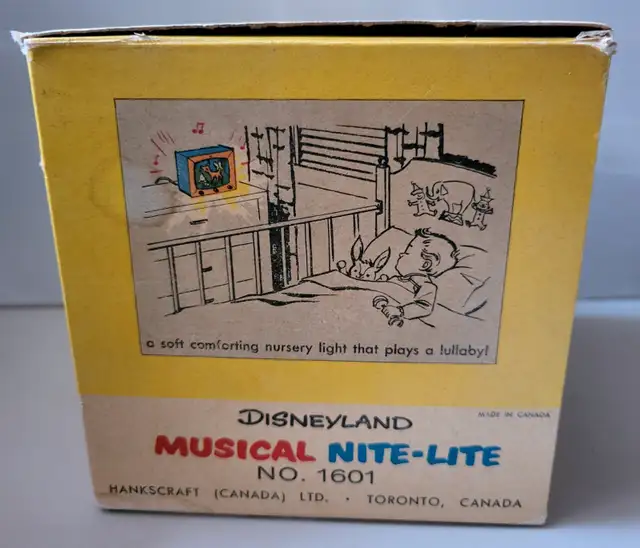 a soft comforting nursery light that plays a lullaby!
DISNEYLAND
MADE IN CANADA
MUSICAL NITE-LITE
NO. 1601
HANKSCRAFT (CANADA) LTD. • TORONTO, CANADA